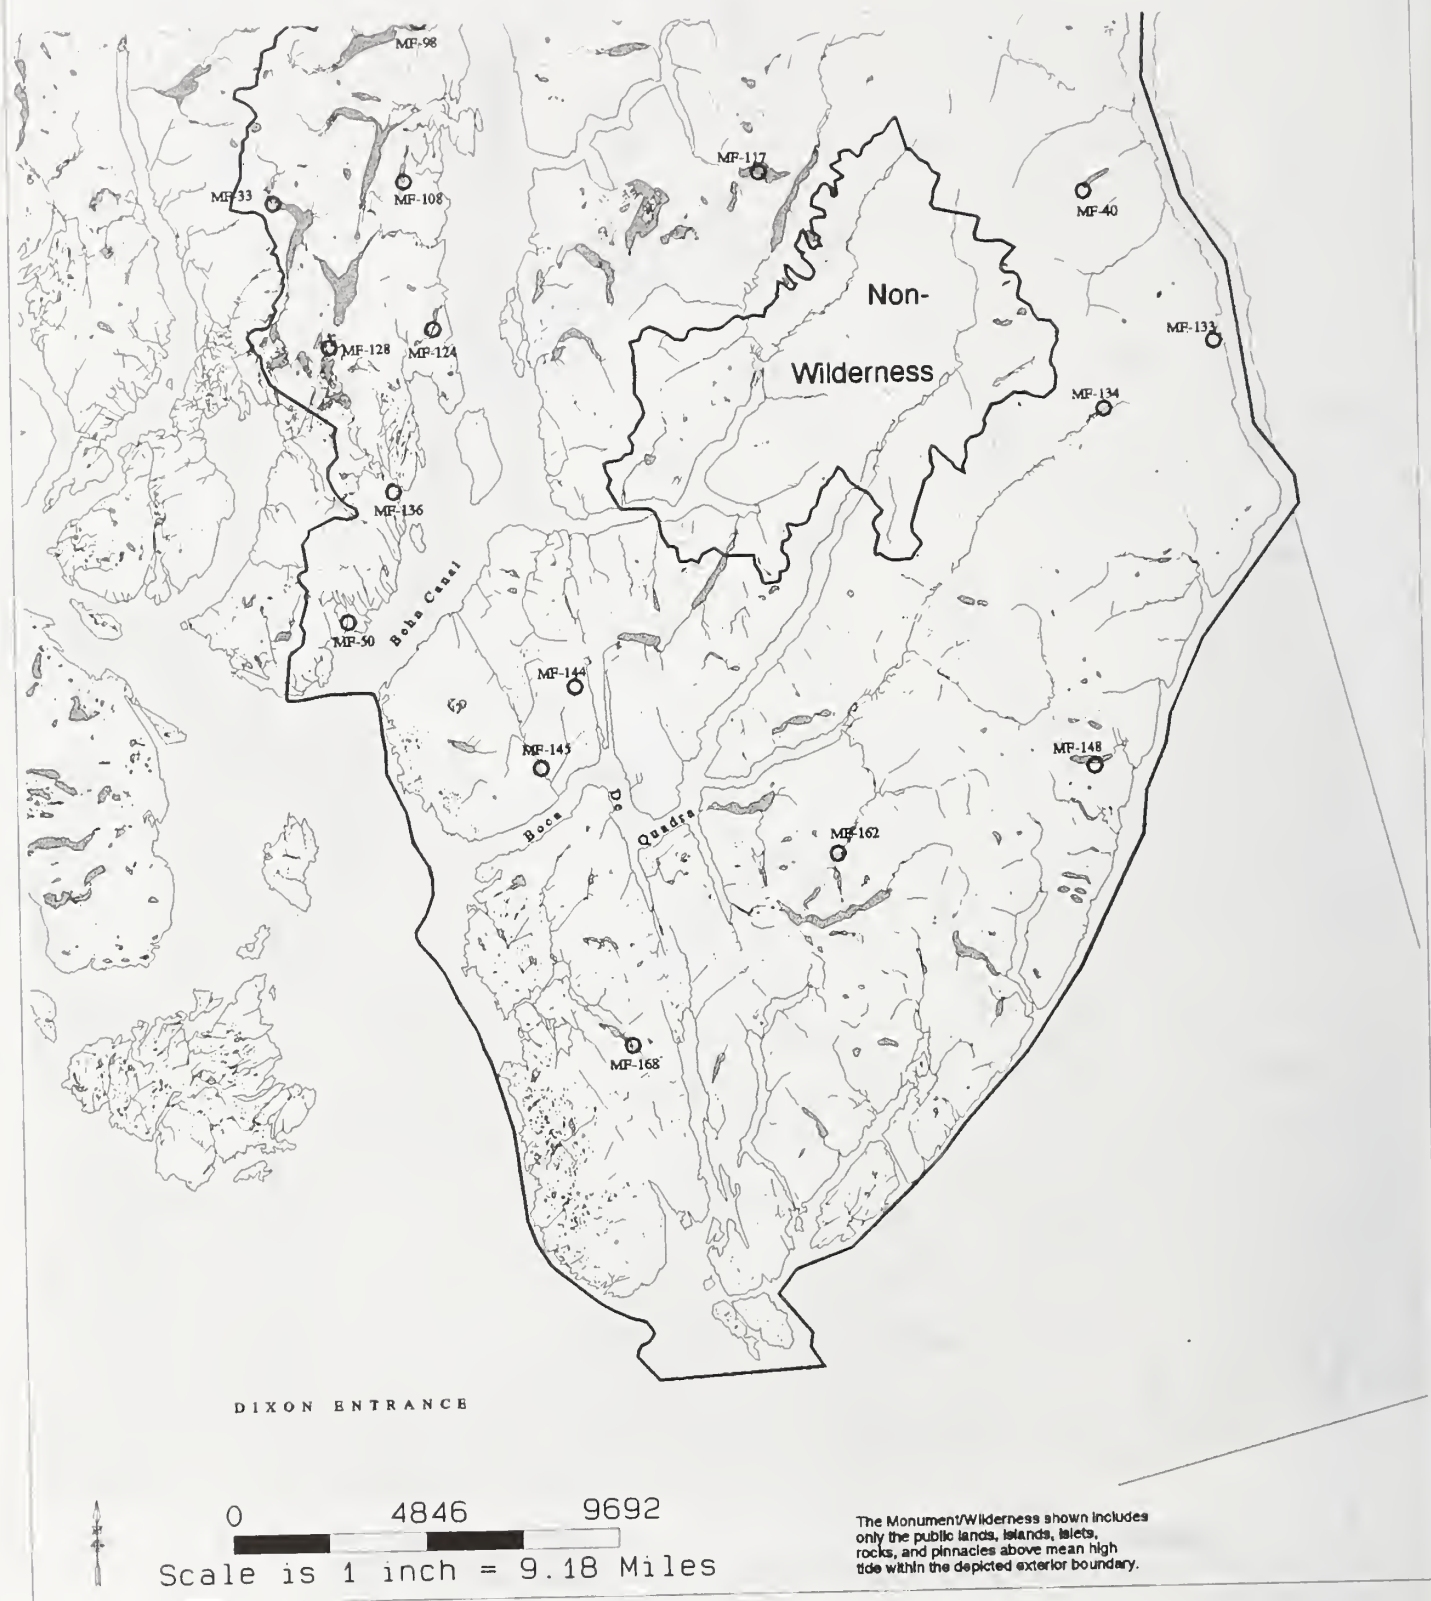 MF-98
MF-117
MF-33
MF-108
MF-40
Non-
Wilderness
MF-133
MF-128
MF-124
MF-134
MF-136
Behm Canal
MF-50
MF-144
MF-145
MF-148
Boca
De
Quadra
MF-162
MF-168
DIXON ENTRANCE
0 4846 9692
Scale is 1 inch = 9.18 Miles
The Monument/Wilderness shown includes
only the public lands, islands, islets,
rocks, and pinnacles above mean high
tide within the depicted exterior boundary.